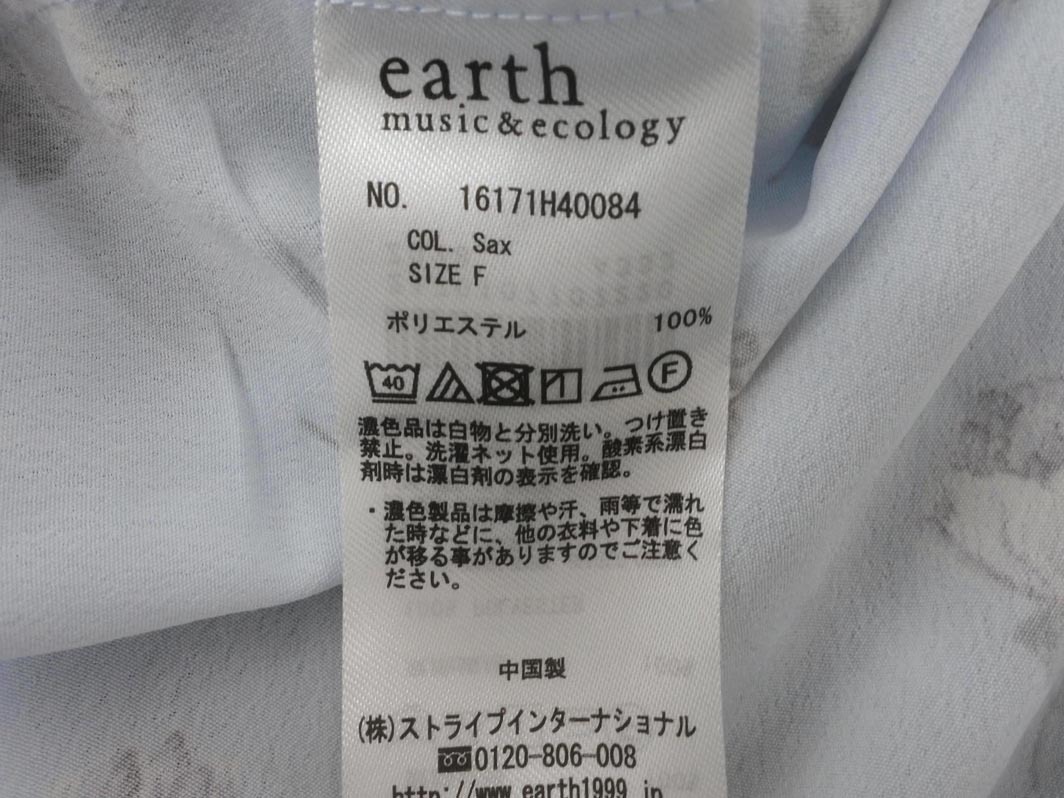 earth
music&ecology
NO. 16171H40084
COL. Sax
SIZE F
ポリエステル 100%
40 F
濃色品は白物と分別洗い。つけ置き
禁止。洗濯ネット使用。酸素系漂白
剤時は漂白剤の表示を確認。
・濃色製品は摩擦や汗、雨等で濡れ
た時などに、他の衣料や下着に色
が移る事がありますのでご注意く
ださい。
中国製
(株)ストライプインターナショナル
0120-806-008
http://www.earth1999.jp